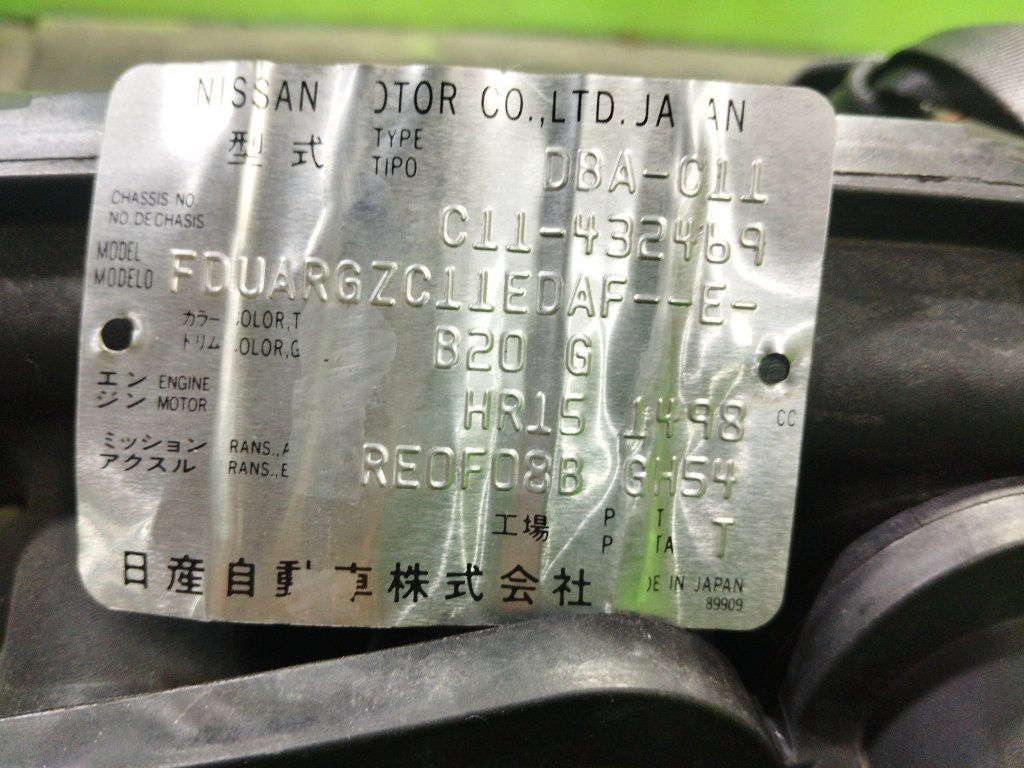 NISSAN OTOR CO.,LTD.JA AN
型式 TYPE TIPO DBA-C11
CHASSIS NO.
NO.DE CHASIS
C11-432469
MODEL
MODELO
FDUARGZC11EDAF--E-
カラー OLOR,T
トリム OLOR,G
B20 G
エン ENGINE
ジン MOTOR
HR15 1498 CC
ミッション RANS.,A
アクスル RANS.,E
RE0F08B GH54
工場 P T
P TA T
日産自動 株式会社
DE IN JAPAN
89909